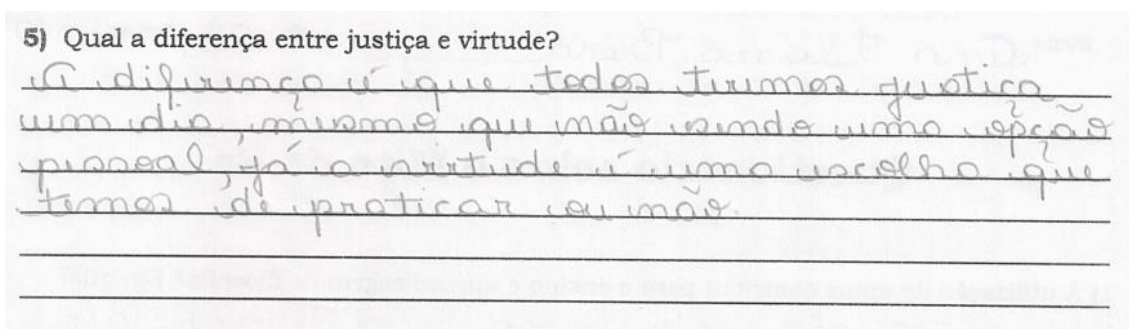 5) Qual a diferença entre justiça e virtude?
A diferença é que todos teremos justiça
um dia, mesmo que não sendo uma opção
pessoal, já a virtude é uma escolha que
temos de praticar ou não.